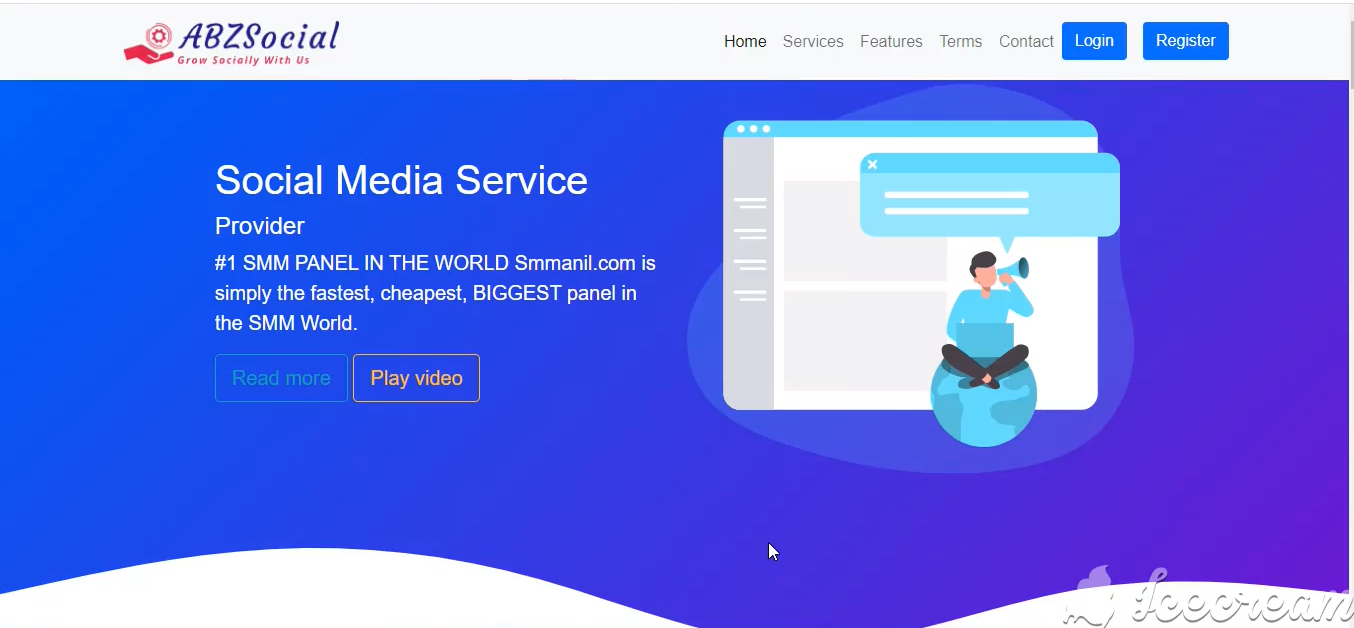 ABZSocial
Grow Socially With Us
Home Services Features Terms Contact Login Register
Social Media Service
Provider
#1 SMM PANEL IN THE WORLD Smmanil.com is
simply the fastest, cheapest, BIGGEST panel in
the SMM World.
Read more Play video
Icecream